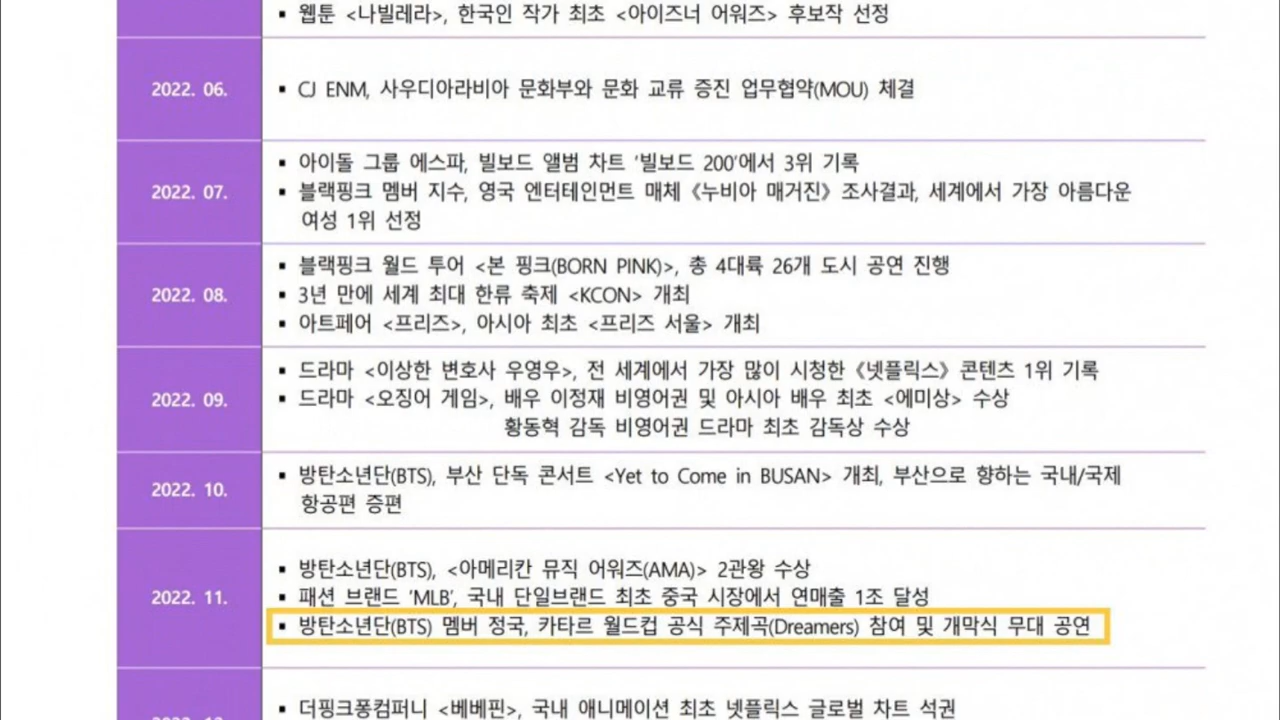 ▪ 웹툰 <나빌레라>, 한국인 작가 최초 <아이즈너 어워즈> 후보작 선정
2022. 06.
▪ CJ ENM, 사우디아라비아 문화부와 문화 교류 증진 업무협약(MOU) 체결
2022. 07.
▪ 아이돌 그룹 에스파, 빌보드 앨범 차트 '빌보드 200'에서 3위 기록
▪ 블랙핑크 멤버 지수, 영국 엔터테인먼트 매체 《누비아 매거진》 조사결과, 세계에서 가장 아름다운
여성 1위 선정
2022. 08.
▪ 블랙핑크 월드 투어 <본 핑크(BORN PINK)>, 총 4대륙 26개 도시 공연 진행
▪ 3년 만에 세계 최대 한류 축제 <KCON> 개최
▪ 아트페어 <프리즈>, 아시아 최초 <프리즈 서울> 개최
2022. 09.
▪ 드라마 <이상한 변호사 우영우>, 전 세계에서 가장 많이 시청한 《넷플릭스》 콘텐츠 1위 기록
▪ 드라마 <오징어 게임>, 배우 이정재 비영어권 및 아시아 배우 최초 <에미상> 수상
황동혁 감독 비영어권 드라마 최초 감독상 수상
2022. 10.
▪ 방탄소년단(BTS), 부산 단독 콘서트 <Yet to Come in BUSAN> 개최, 부산으로 향하는 국내/국제
항공편 증편
2022. 11.
▪ 방탄소년단(BTS), <아메리칸 뮤직 어워즈(AMA)> 2관왕 수상
▪ 패션 브랜드 'MLB', 국내 단일브랜드 최초 중국 시장에서 연매출 1조 달성
▪ 방탄소년단(BTS) 멤버 정국, 카타르 월드컵 공식 주제곡(Dreamers) 참여 및 개막식 무대 공연
▪ 더핑크퐁컴퍼니 <베베핀>, 국내 애니메이션 최초 넷플릭스 글로벌 차트 석권